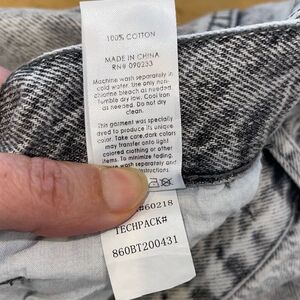 100% COTTON
MADE IN CHINA
RN# 090233
Machine wash separately in
cold water. Use only non-
chlorine bleach as needed
Tumble dry low. Cool Iron
as Needed. Do not dry
clean.
This garment was specially
dyed to produce its unique
color. Take care, dark colors
may transfer onto light
colored clothing or other
items. To minimize fading,
wash separately and
#60218
TECHPACK#
860BT200431